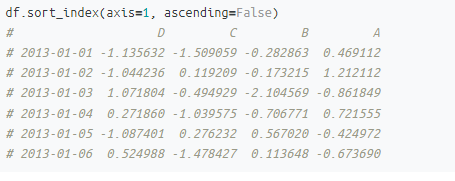 df.sort_index(axis=1, ascending=False)
#                    D         C         B         A
# 2013-01-01 -1.135632 -1.509059 -0.282863  0.469112
# 2013-01-02 -1.044236  0.119209 -0.173215  1.212112
# 2013-01-03  1.071804 -0.494929 -2.104569 -0.861849
# 2013-01-04  0.271860 -1.039575 -0.706771  0.721555
# 2013-01-05 -1.087401  0.276232  0.567020 -0.424972
# 2013-01-06  0.524988 -1.478427  0.113648 -0.673690